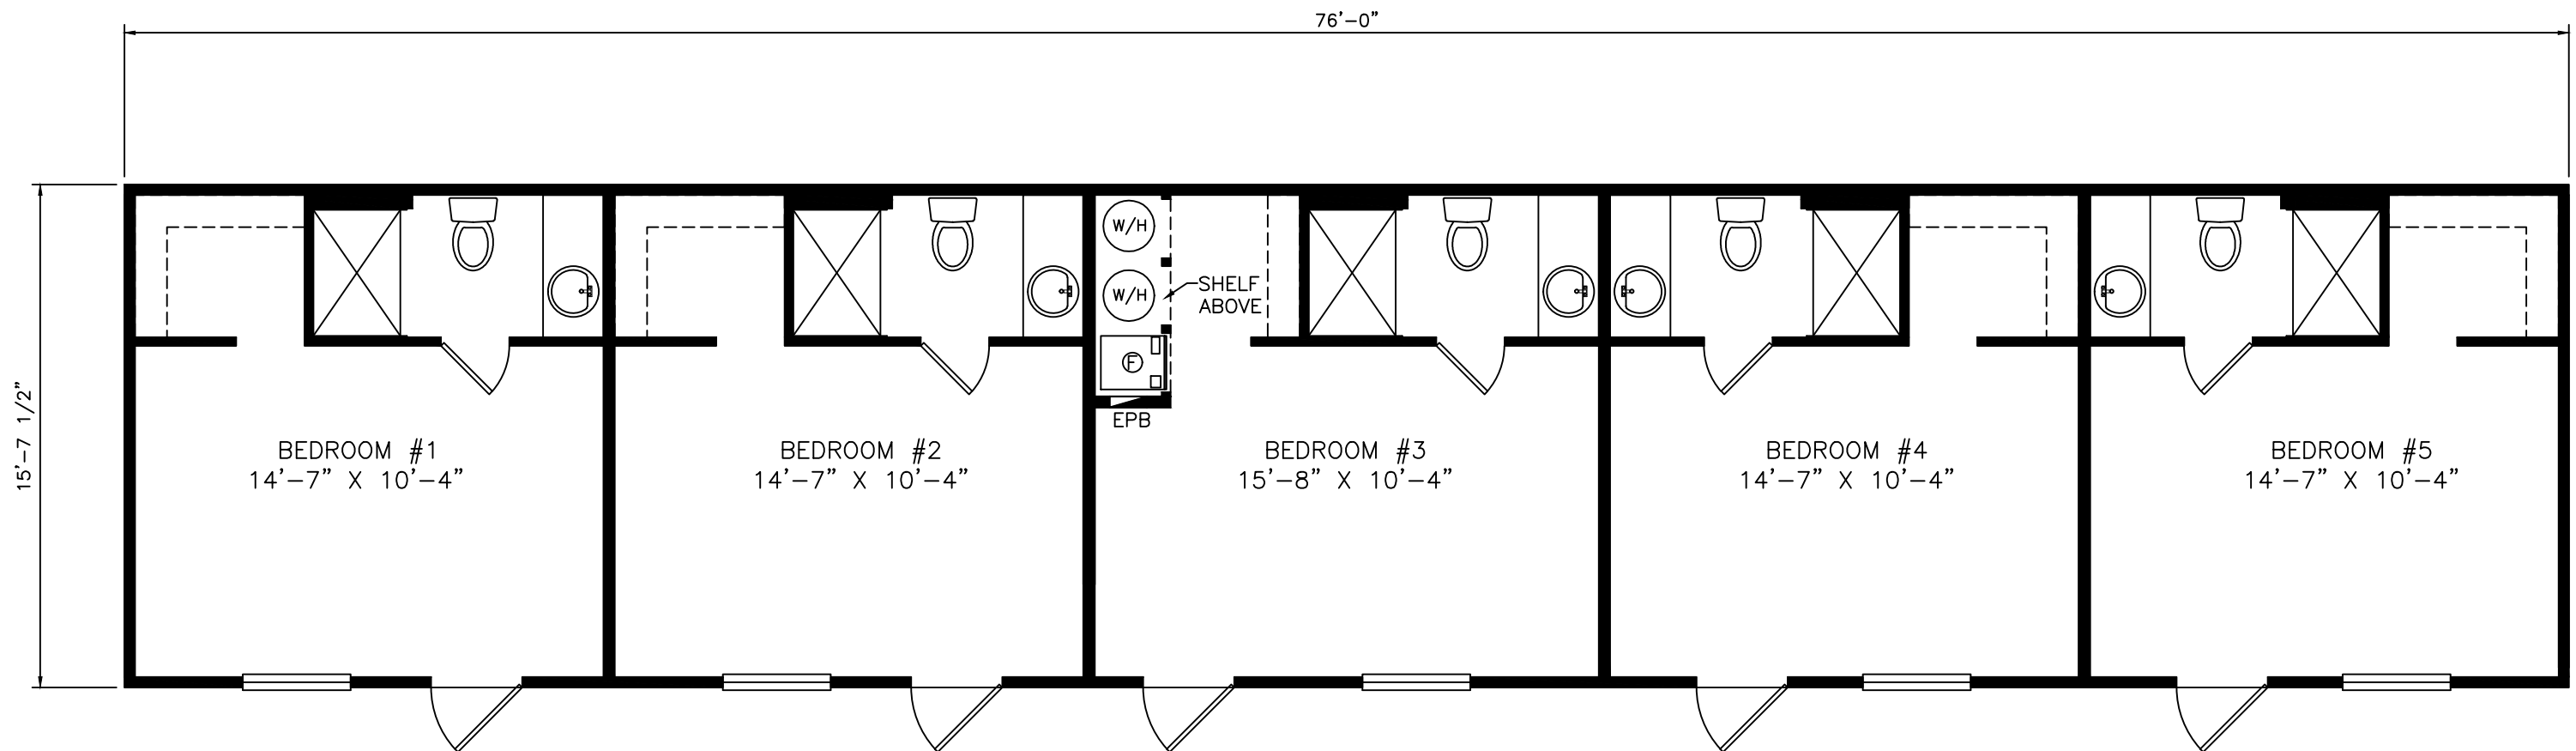 76'-0"
15'-7 1/2"
W/H
W/H
SHELF
ABOVE
F
EPB
BEDROOM #1
14'-7" X 10'-4"
BEDROOM #2
14'-7" X 10'-4"
BEDROOM #3
15'-8" X 10'-4"
BEDROOM #4
14'-7" X 10'-4"
BEDROOM #5
14'-7" X 10'-4"